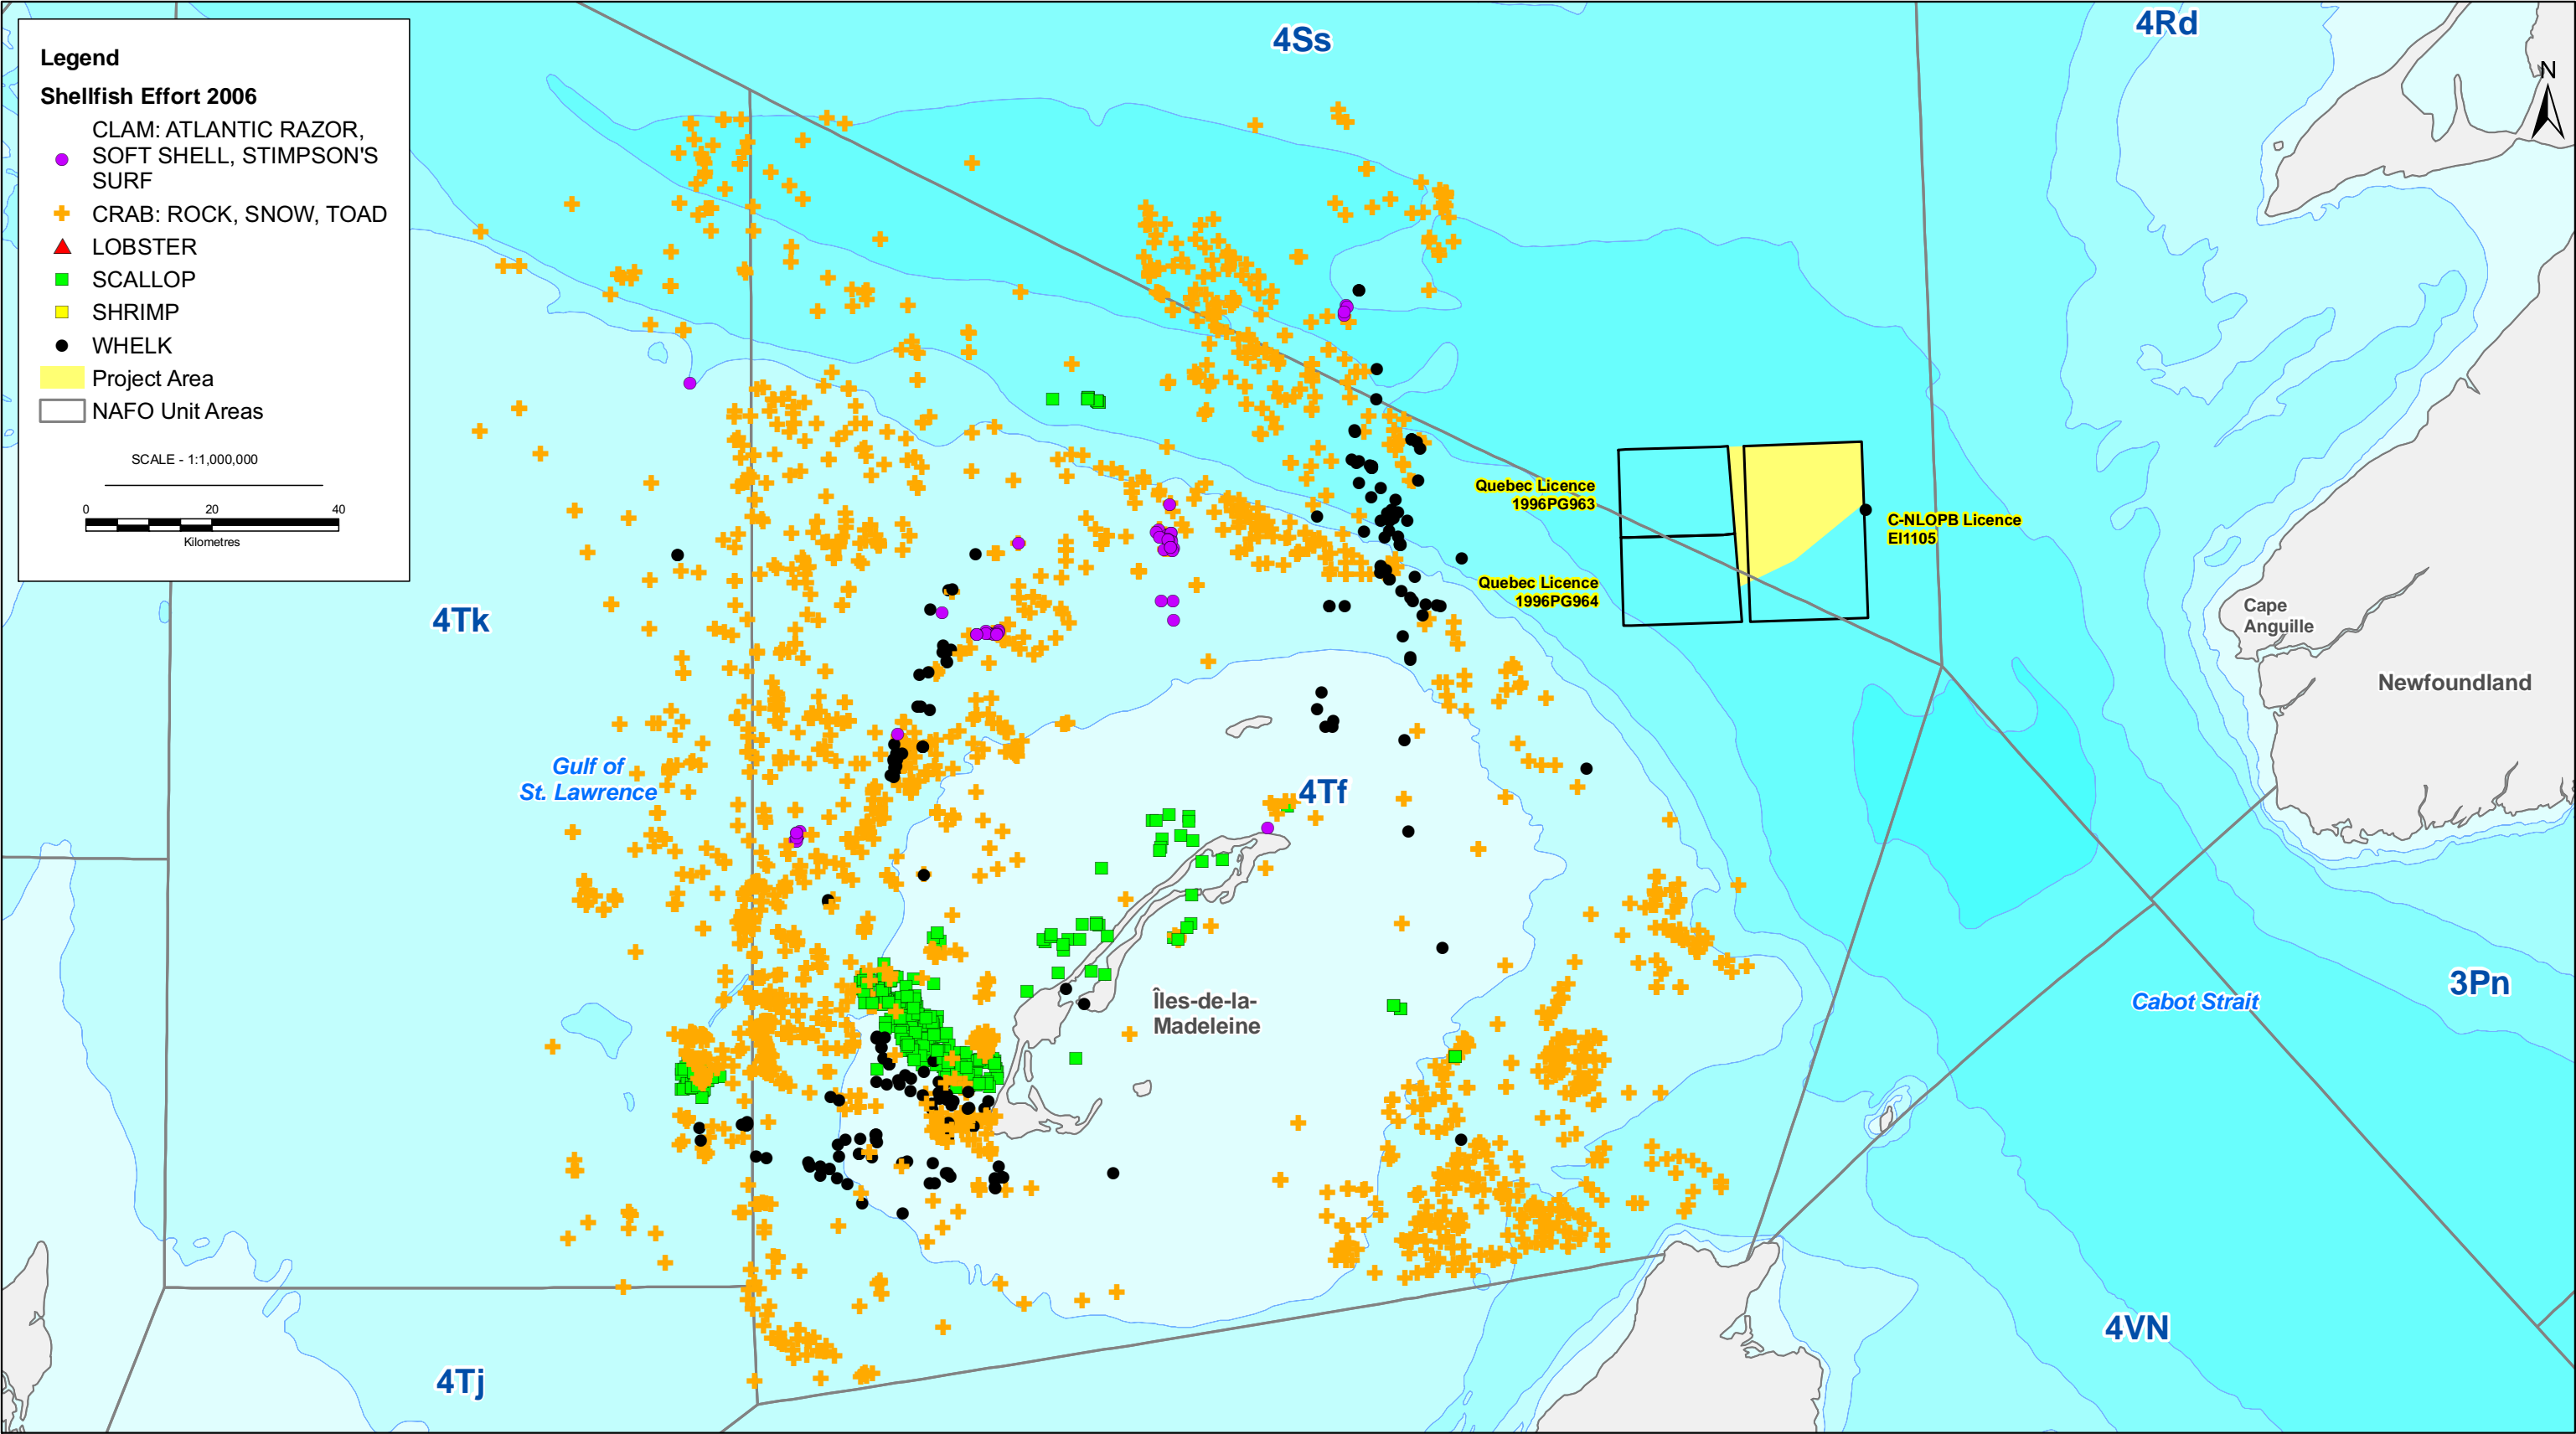 Legend
Shellfish Effort 2006
CLAM: ATLANTIC RAZOR,
SOFT SHELL, STIMPSON'S
SURF
CRAB: ROCK, SNOW, TOAD
LOBSTER
SCALLOP
SHRIMP
WHELK
Project Area
NAFO Unit Areas
SCALE - 1:1,000,000
0 20 40
Kilometres
4Ss
4Rd
N
Quebec Licence
1996PG963
C-NLOPB Licence
EI1105
Quebec Licence
1996PG964
Cape
Anguille
4Tk
Newfoundland
Gulf of
St. Lawrence
4Tf
Îles-de-la-
Madeleine
3Pn
Cabot Strait
4VN
4Tj